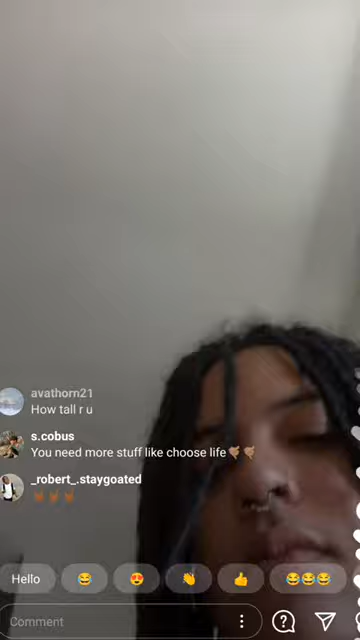 avathorn21
How tall r u
s.cobus
You need more stuff like choose life
_robert_.staygoated
Hello
Comment